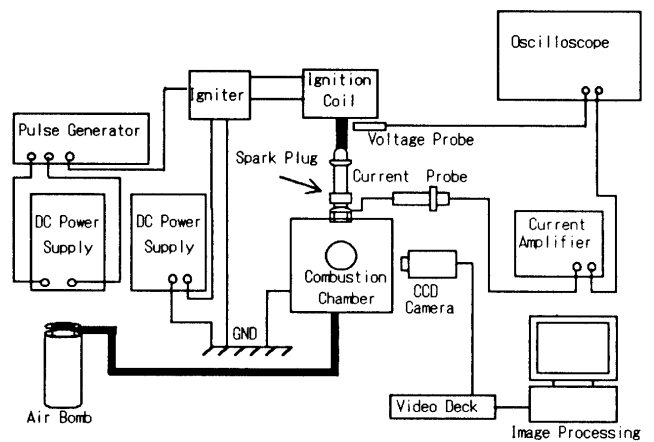 Oscilloscope
Ignition
Coil
Igniter
Pulse Generator
Voltage Probe
Spark Plug
Current Probe
DC Power
Supply
DC Power
Supply
Current
Amplifier
Combustion
Chamber
CCD
Camera
GND
Air Bomb
Video Deck
Image Processing